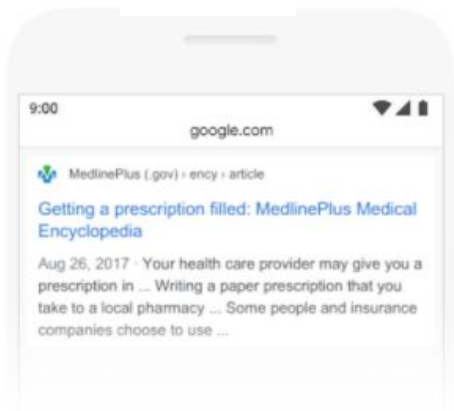 9:00
google.com
MedlinePlus (.gov) › ency › article
Getting a prescription filled: MedlinePlus Medical
Encyclopedia
Aug 26, 2017 · Your health care provider may give you a
prescription in ... Writing a paper prescription that you
take to a local pharmacy ... Some people and insurance
companies choose to use ...